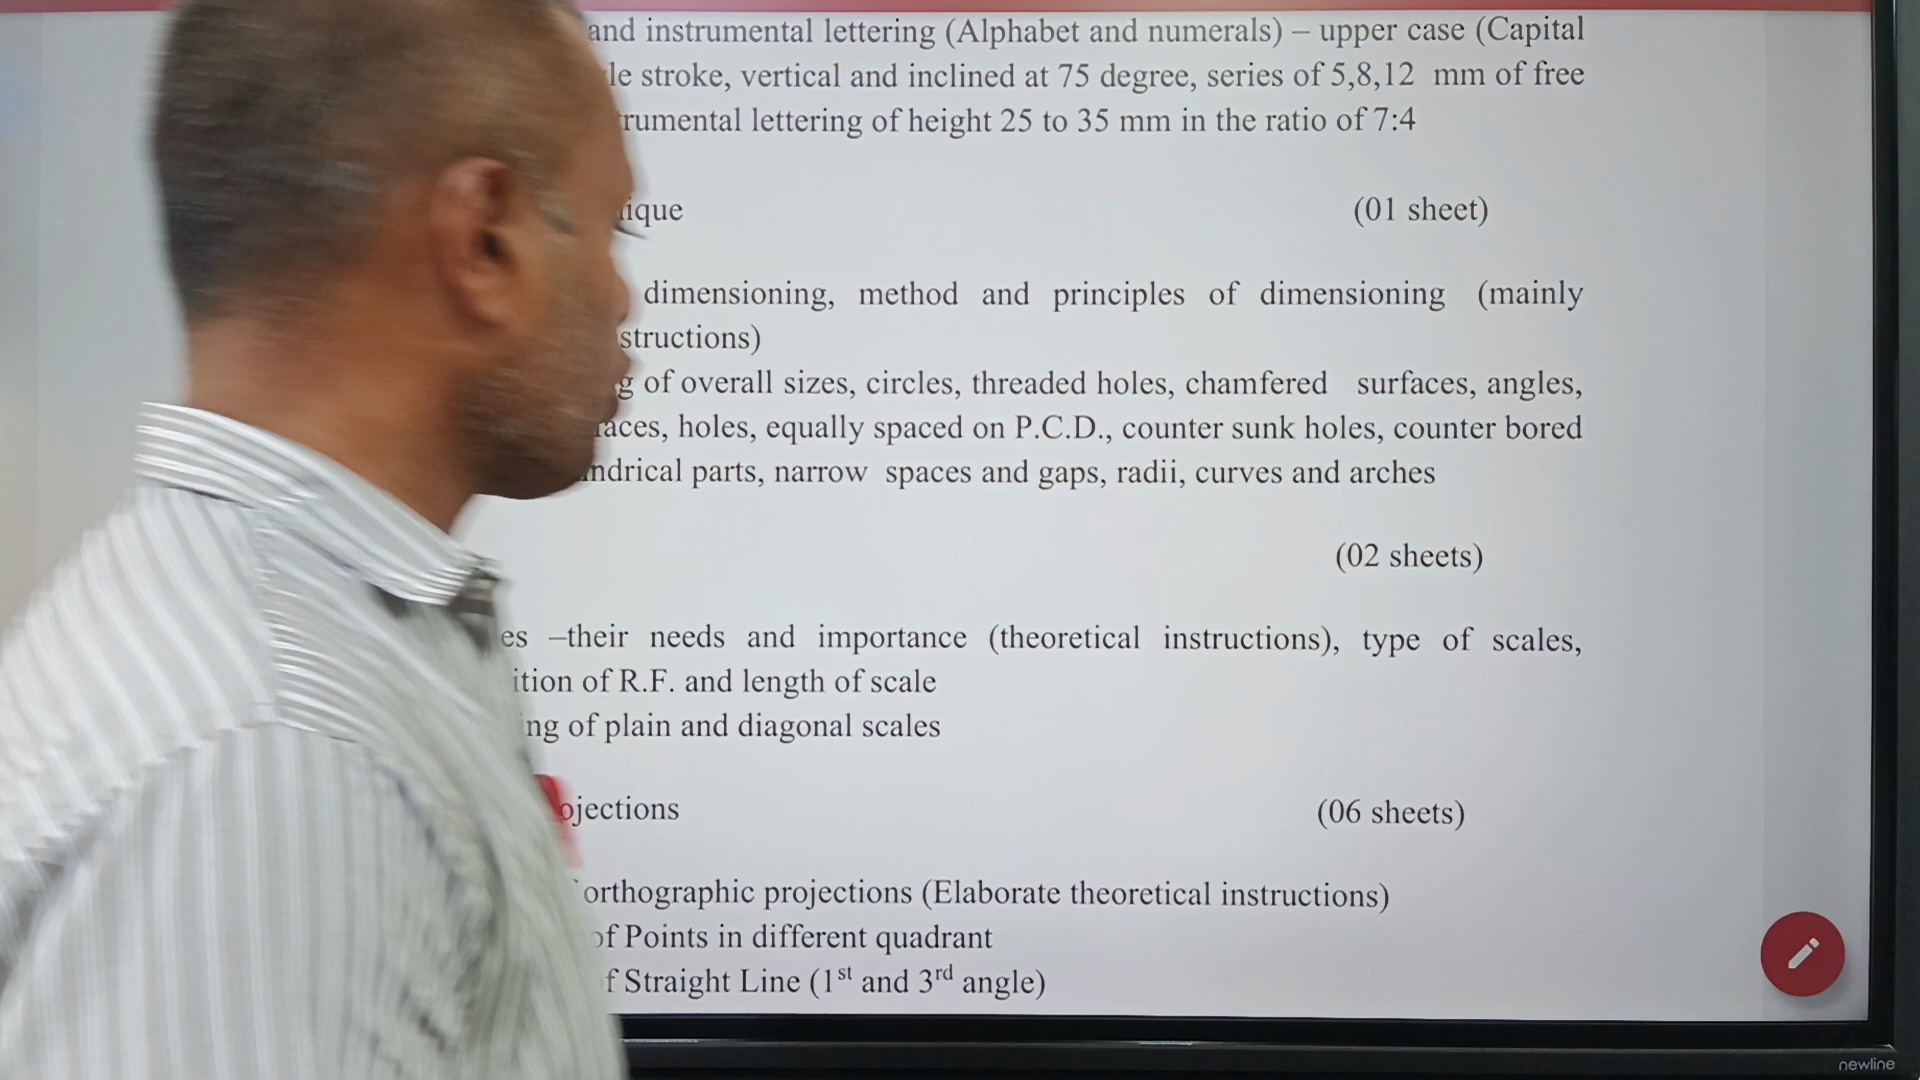 and instrumental lettering (Alphabet and numerals) – upper case (Capital
stroke, vertical and inclined at 75 degree, series of 5,8,12 mm of free
lettering of height 25 to 35 mm in the ratio of 7:4
(01 sheet)
dimensioning, method and principles of dimensioning (mainly
structions)
of overall sizes, circles, threaded holes, chamfered surfaces, angles,
holes, equally spaced on P.C.D., counter sunk holes, counter bored
parts, narrow spaces and gaps, radii, curves and arches
(02 sheets)
es –their needs and importance (theoretical instructions), type of scales,
ition of R.F. and length of scale
ng of plain and diagonal scales
ojections (06 sheets)
orthographic projections (Elaborate theoretical instructions)
of Points in different quadrant
f Straight Line (1st and 3rd angle)
newline